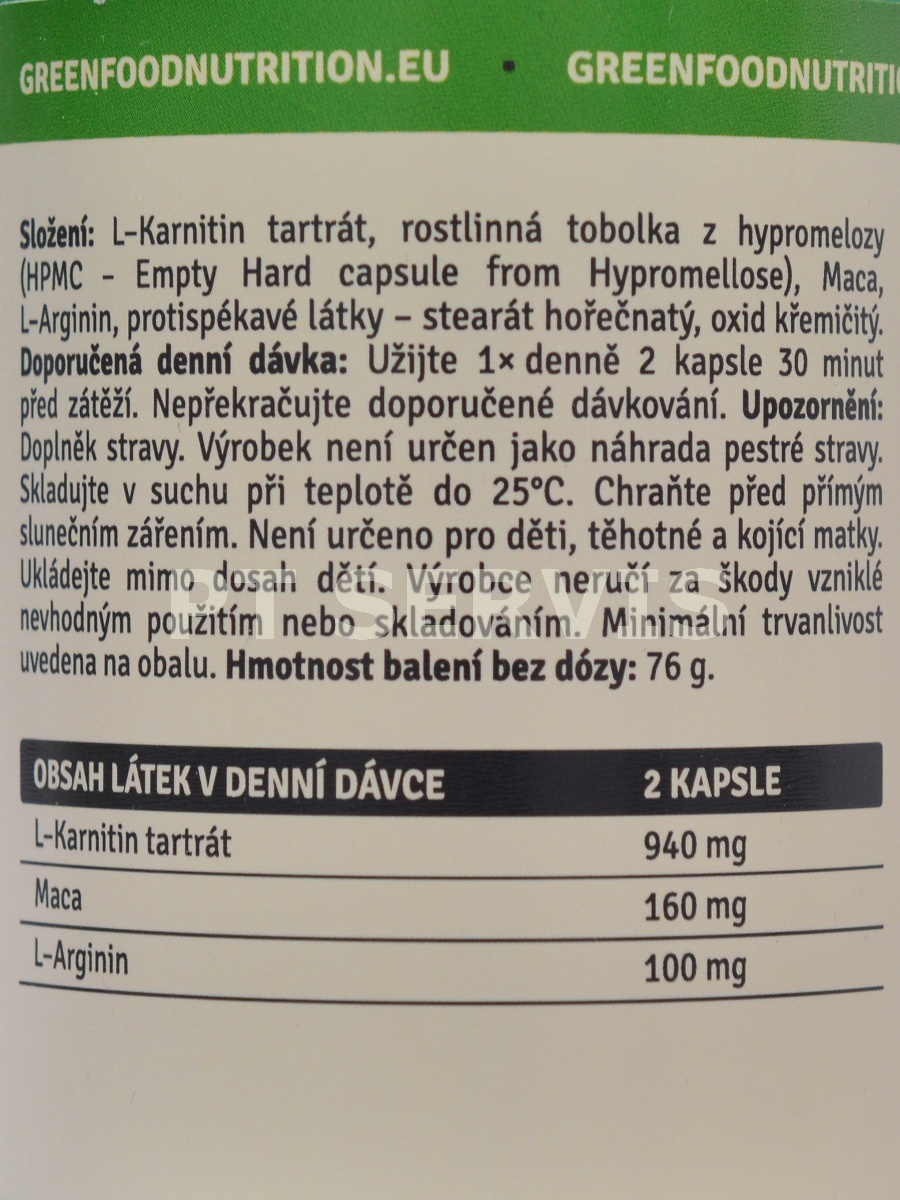 GREENFOODNUTRITION.EU • GREENFOODNUTRITI
Složení: L-Karnitin tartrát, rostlinná tobolka z hypromelozy
(HPMC - Empty Hard capsule from Hypromellose), Maca,
L-Arginin, protispékavé látky – stearát hořečnatý, oxid křemičitý.
Doporučená denní dávka: Užijte 1× denně 2 kapsle 30 minut
před zátěží. Nepřekračujte doporučené dávkování. Upozornění:
Doplněk stravy. Výrobek není určen jako náhrada pestré stravy.
Skladujte v suchu při teplotě do 25°C. Chraňte před přímým
slunečním zářením. Není určeno pro děti, těhotné a kojící matky.
Ukládejte mimo dosah dětí. Výrobce neručí za škody vzniklé
nevhodným použitím nebo skladováním. Minimální trvanlivost
uvedena na obalu. Hmotnost balení bez dózy: 76 g.
BT SERVIS
OBSAH LÁTEK V DENNÍ DÁVCE 2 KAPSLE
L-Karnitin tartrát 940 mg
Maca 160 mg
L-Arginin 100 mg